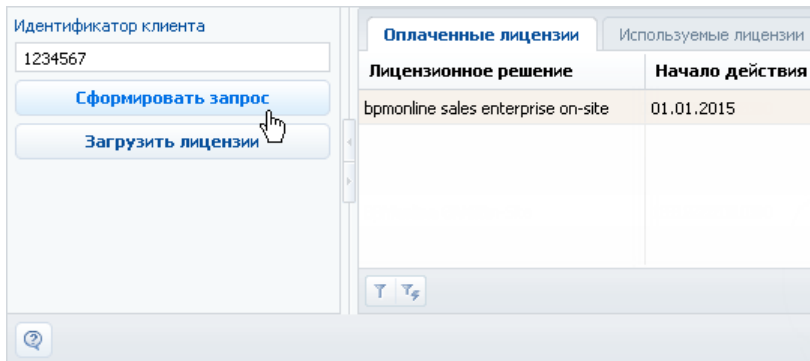 Идентификатор клиента
1234567
Сформировать запрос
Загрузить лицензии
Оплаченные лицензии
Используемые лицензии
Лицензионное решение
Начало действия
bpmonline sales enterprise on-site
01.01.2015